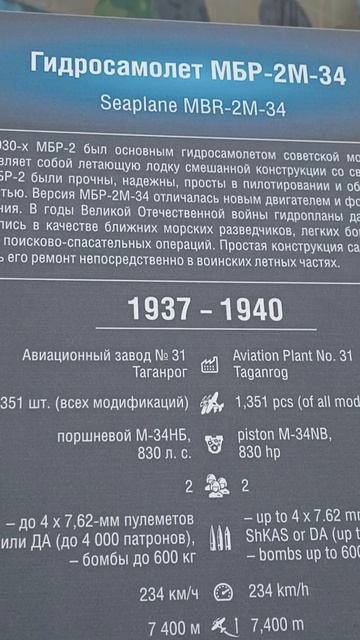 Гидросамолет МБР-2М-34
Seaplane MBR-2M-34
930-х МБР-2 был основным гидросамолетом советской мо
вляет собой летающую лодку смешанной конструкции со св
БР-2 были прочны, надежны, просты в пилотировании и об
тью. Версия МБР-2М-34 отличалась новым двигателем и фо
ния. В годы Великой Отечественной войны гидропланы да
лись в качестве ближних морских разведчиков, легких бо
поисково-спасательных операций. Простая конструкция са
ь его ремонт непосредственно в воинских летных частях.
1937 – 1940
Авиационный завод № 31 Aviation Plant No. 31
Таганрог Taganrog
351 шт. (всех модификаций) 1,351 pcs (of all mod
поршневой М-34НБ, piston M-34NB,
830 л. с. 830 hp
2 2
– до 4 х 7,62-мм пулеметов – up to 4 x 7.62 m
или ДА (до 4 000 патронов), ShKAS or DA (up t
– бомбы до 600 кг – bombs up to 600
234 км/ч 234 km/h
7 400 м 7,400 m